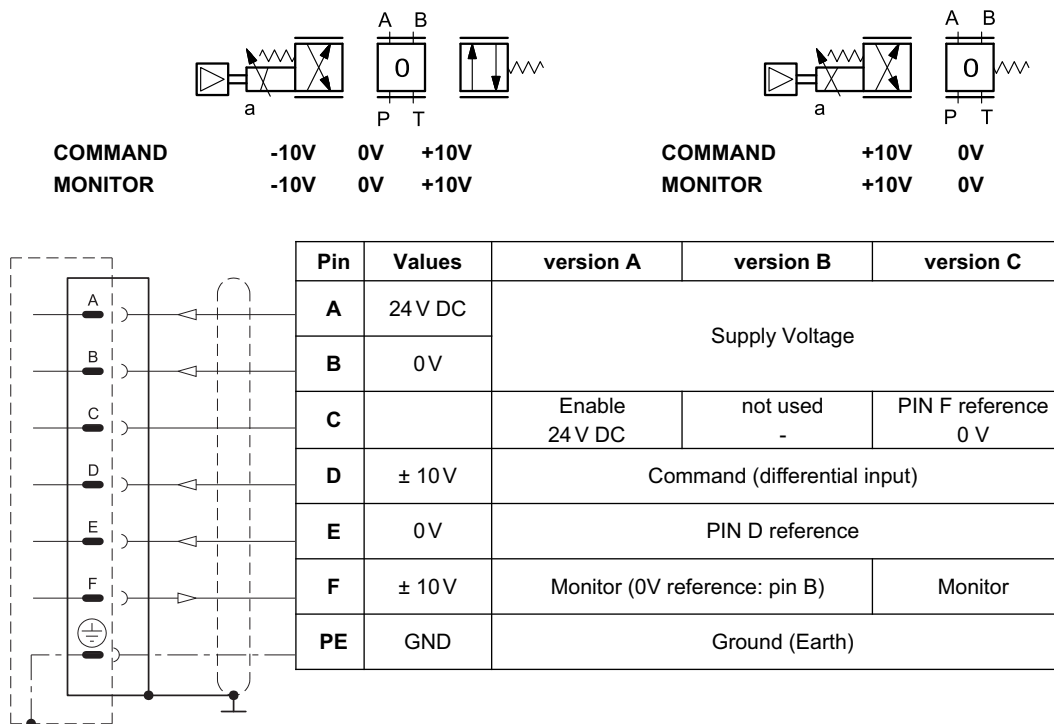 A B
A B
0
0
a
a
P T
P T
COMMAND -10V 0V +10V
COMMAND +10V 0V
MONITOR -10V 0V +10V
MONITOR +10V 0V
Pin Values version A version B version C
A 24 V DC Supply Voltage
B 0 V
C Enable 24 V DC not used - PIN F reference 0 V
D ± 10 V Command (differential input)
E 0 V PIN D reference
F ± 10 V Monitor (0V reference: pin B) Monitor
PE GND Ground (Earth)
A
B
C
D
E
F